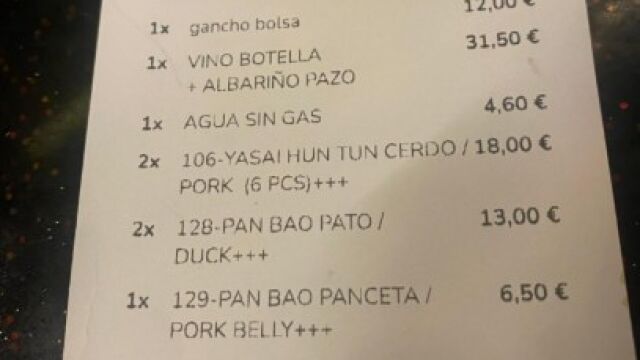 12,00 €
1x gancho bolsa
1x VINO BOTELLA 31,50 €
+ ALBARIÑO PAZO
1x AGUA SIN GAS 4,60 €
2x 106-YASAI HUN TUN CERDO / 18,00 €
PORK (6 PCS)+++
2x 128-PAN BAO PATO / 13,00 €
DUCK+++
1x 129-PAN BAO PANCETA / 6,50 €
PORK BELLY+++